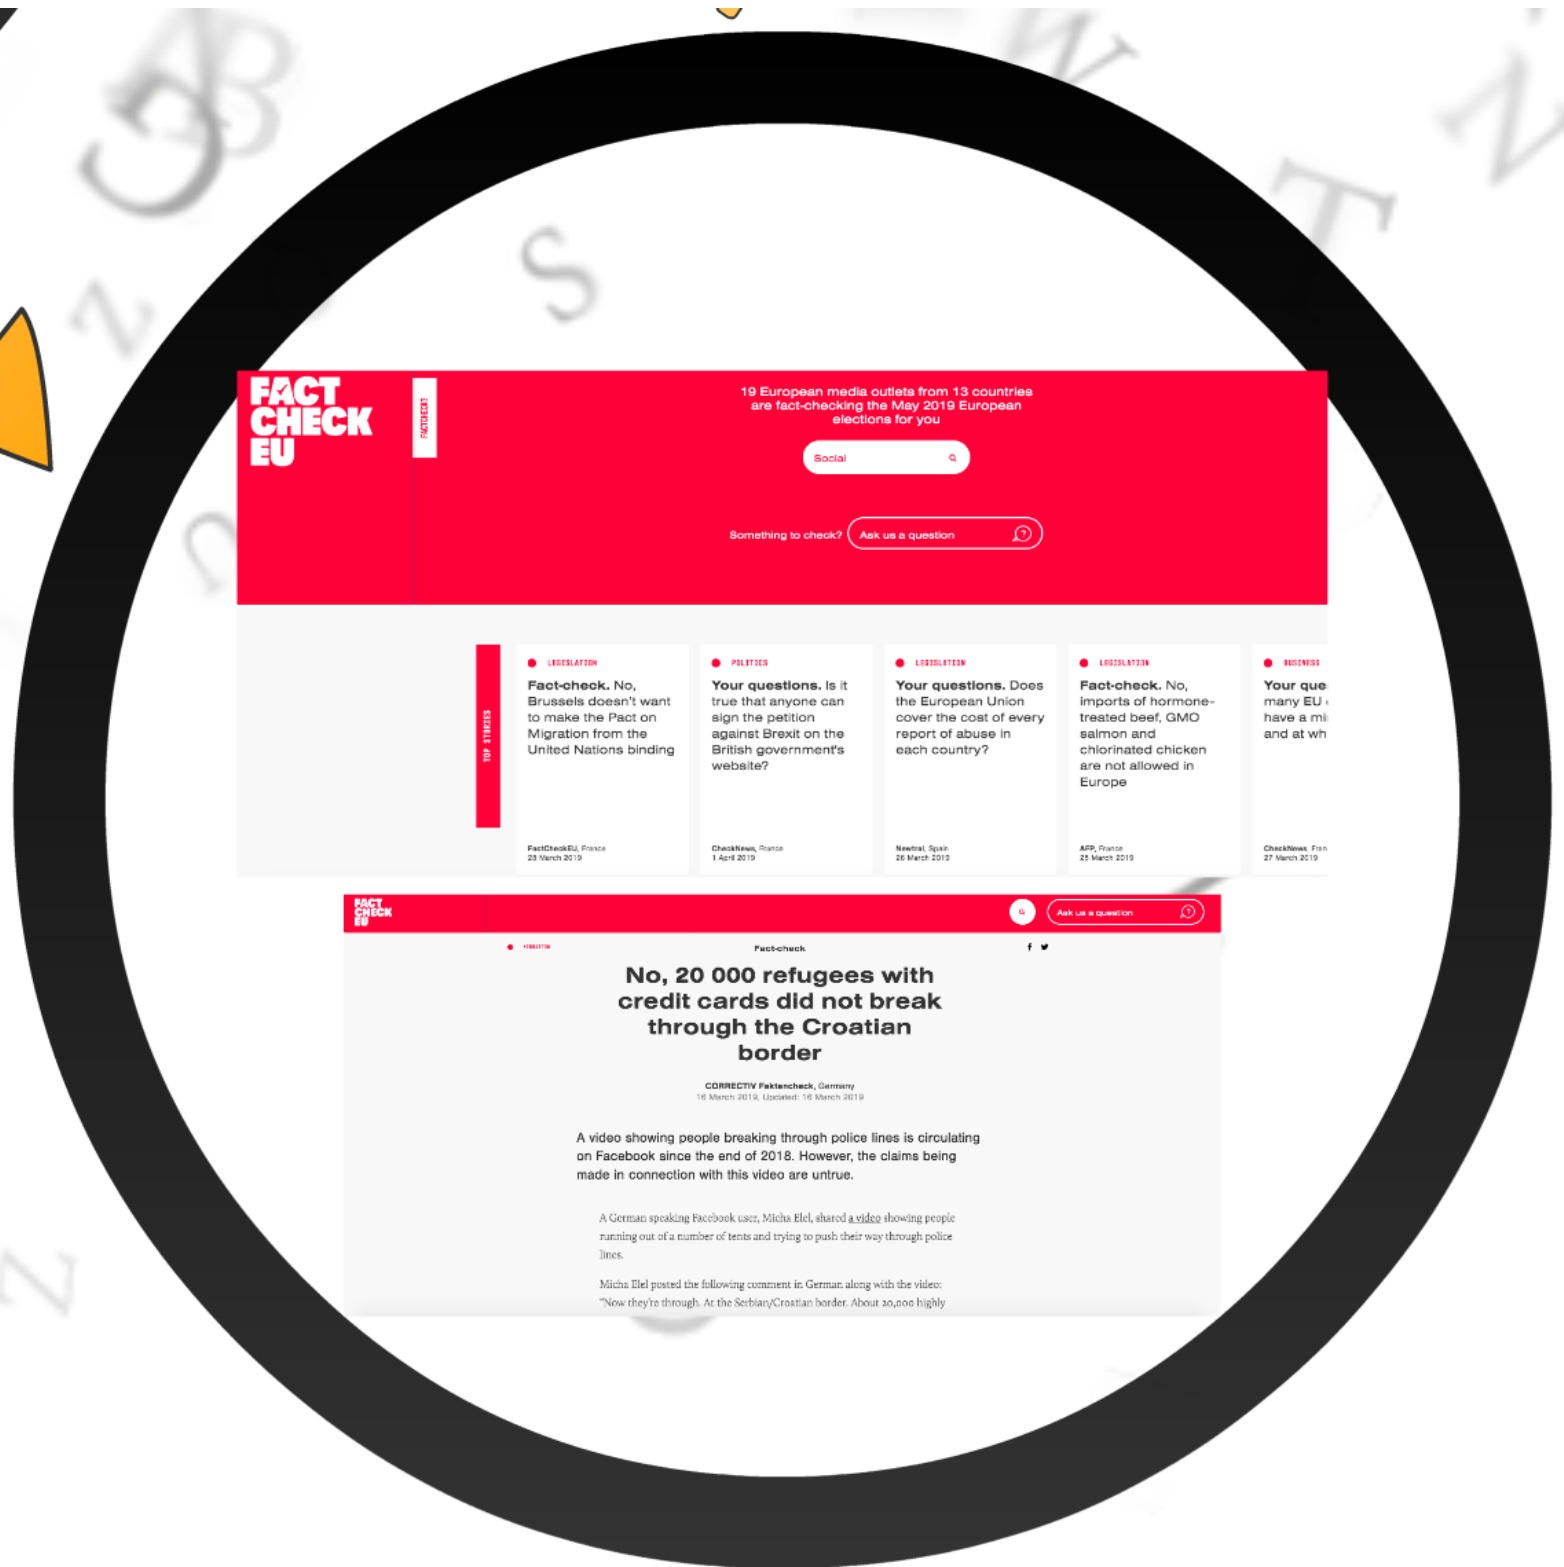 FACT
CHECK
EU
FACTCHECK?
19 European media outlets from 13 countries
are fact-checking the May 2019 European
elections for you
Social
Something to check?
Ask us a question
TOP STORIES
LEGISLATION
Fact-check. No,
Brussels doesn't want
to make the Pact on
Migration from the
United Nations binding
FactCheckEU, France
28 March 2019
POLITICS
Your questions. Is it
true that anyone can
sign the petition
against Brexit on the
British government's
website?
CheckNews, France
1 April 2019
LEGISLATION
Your questions. Does
the European Union
cover the cost of every
report of abuse in
each country?
Newtral, Spain
26 March 2019
LEGISLATION
Fact-check. No,
imports of hormone-
treated beef, GMO
salmon and
chlorinated chicken
are not allowed in
Europe
AFP, France
25 March 2019
BUSINESS
Your que
many EU
have a mi
and at wh
CheckNews, Fran
27 March 2019
FACT
CHECK
EU
Ask us a question
Fact-check
No, 20 000 refugees with
credit cards did not break
through the Croatian
border
CORRECTIV Faktencheck, Germany
16 March 2019, Updated: 16 March 2019
A video showing people breaking through police lines is circulating
on Facebook since the end of 2018. However, the claims being
made in connection with this video are untrue.
A German speaking Facebook user, Micha Elel, shared a video showing people
running out of a number of tents and trying to push their way through police
lines.
Micha Elel posted the following comment in German along with the video:
"Now they're through. At the Serbian/Croatian border. About 20,000 highly